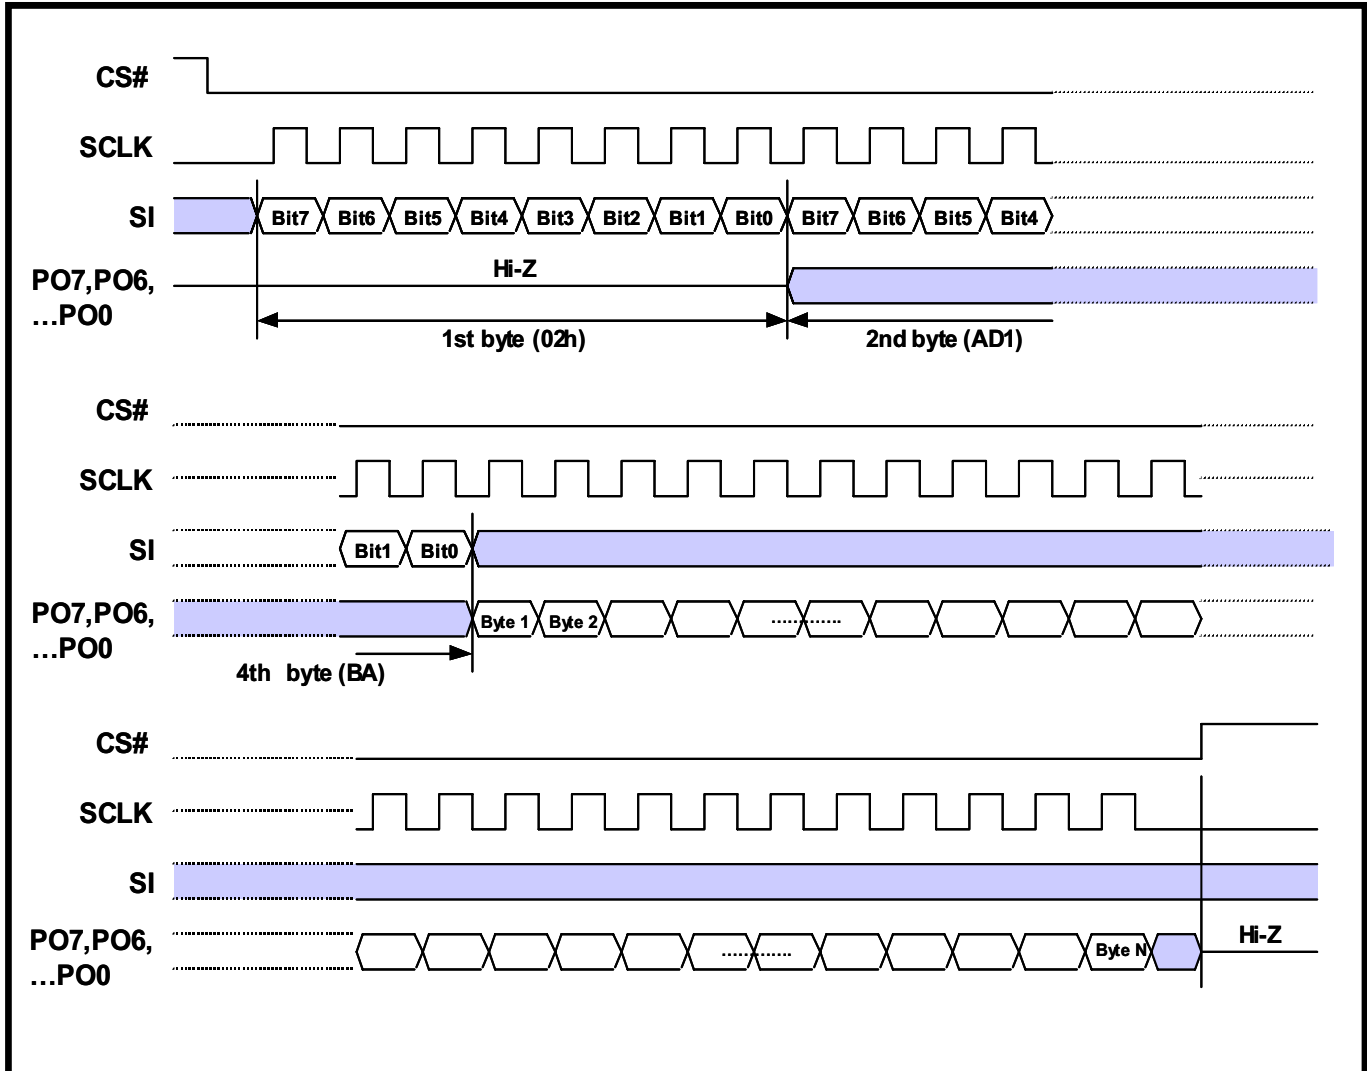 CS#
SCLK
SI Bit7 Bit6 Bit5 Bit4 Bit3 Bit2 Bit1 Bit0 Bit7 Bit6 Bit5 Bit4
PO7,PO6, Hi-Z
...PO0
1st byte (02h) 2nd byte (AD1)
CS#
SCLK
SI Bit1 Bit0
PO7,PO6, Byte 1 Byte 2 ..............
...PO0
4th byte (BA)
CS#
SCLK
SI
PO7,PO6, .............. Byte N Hi-Z
...PO0